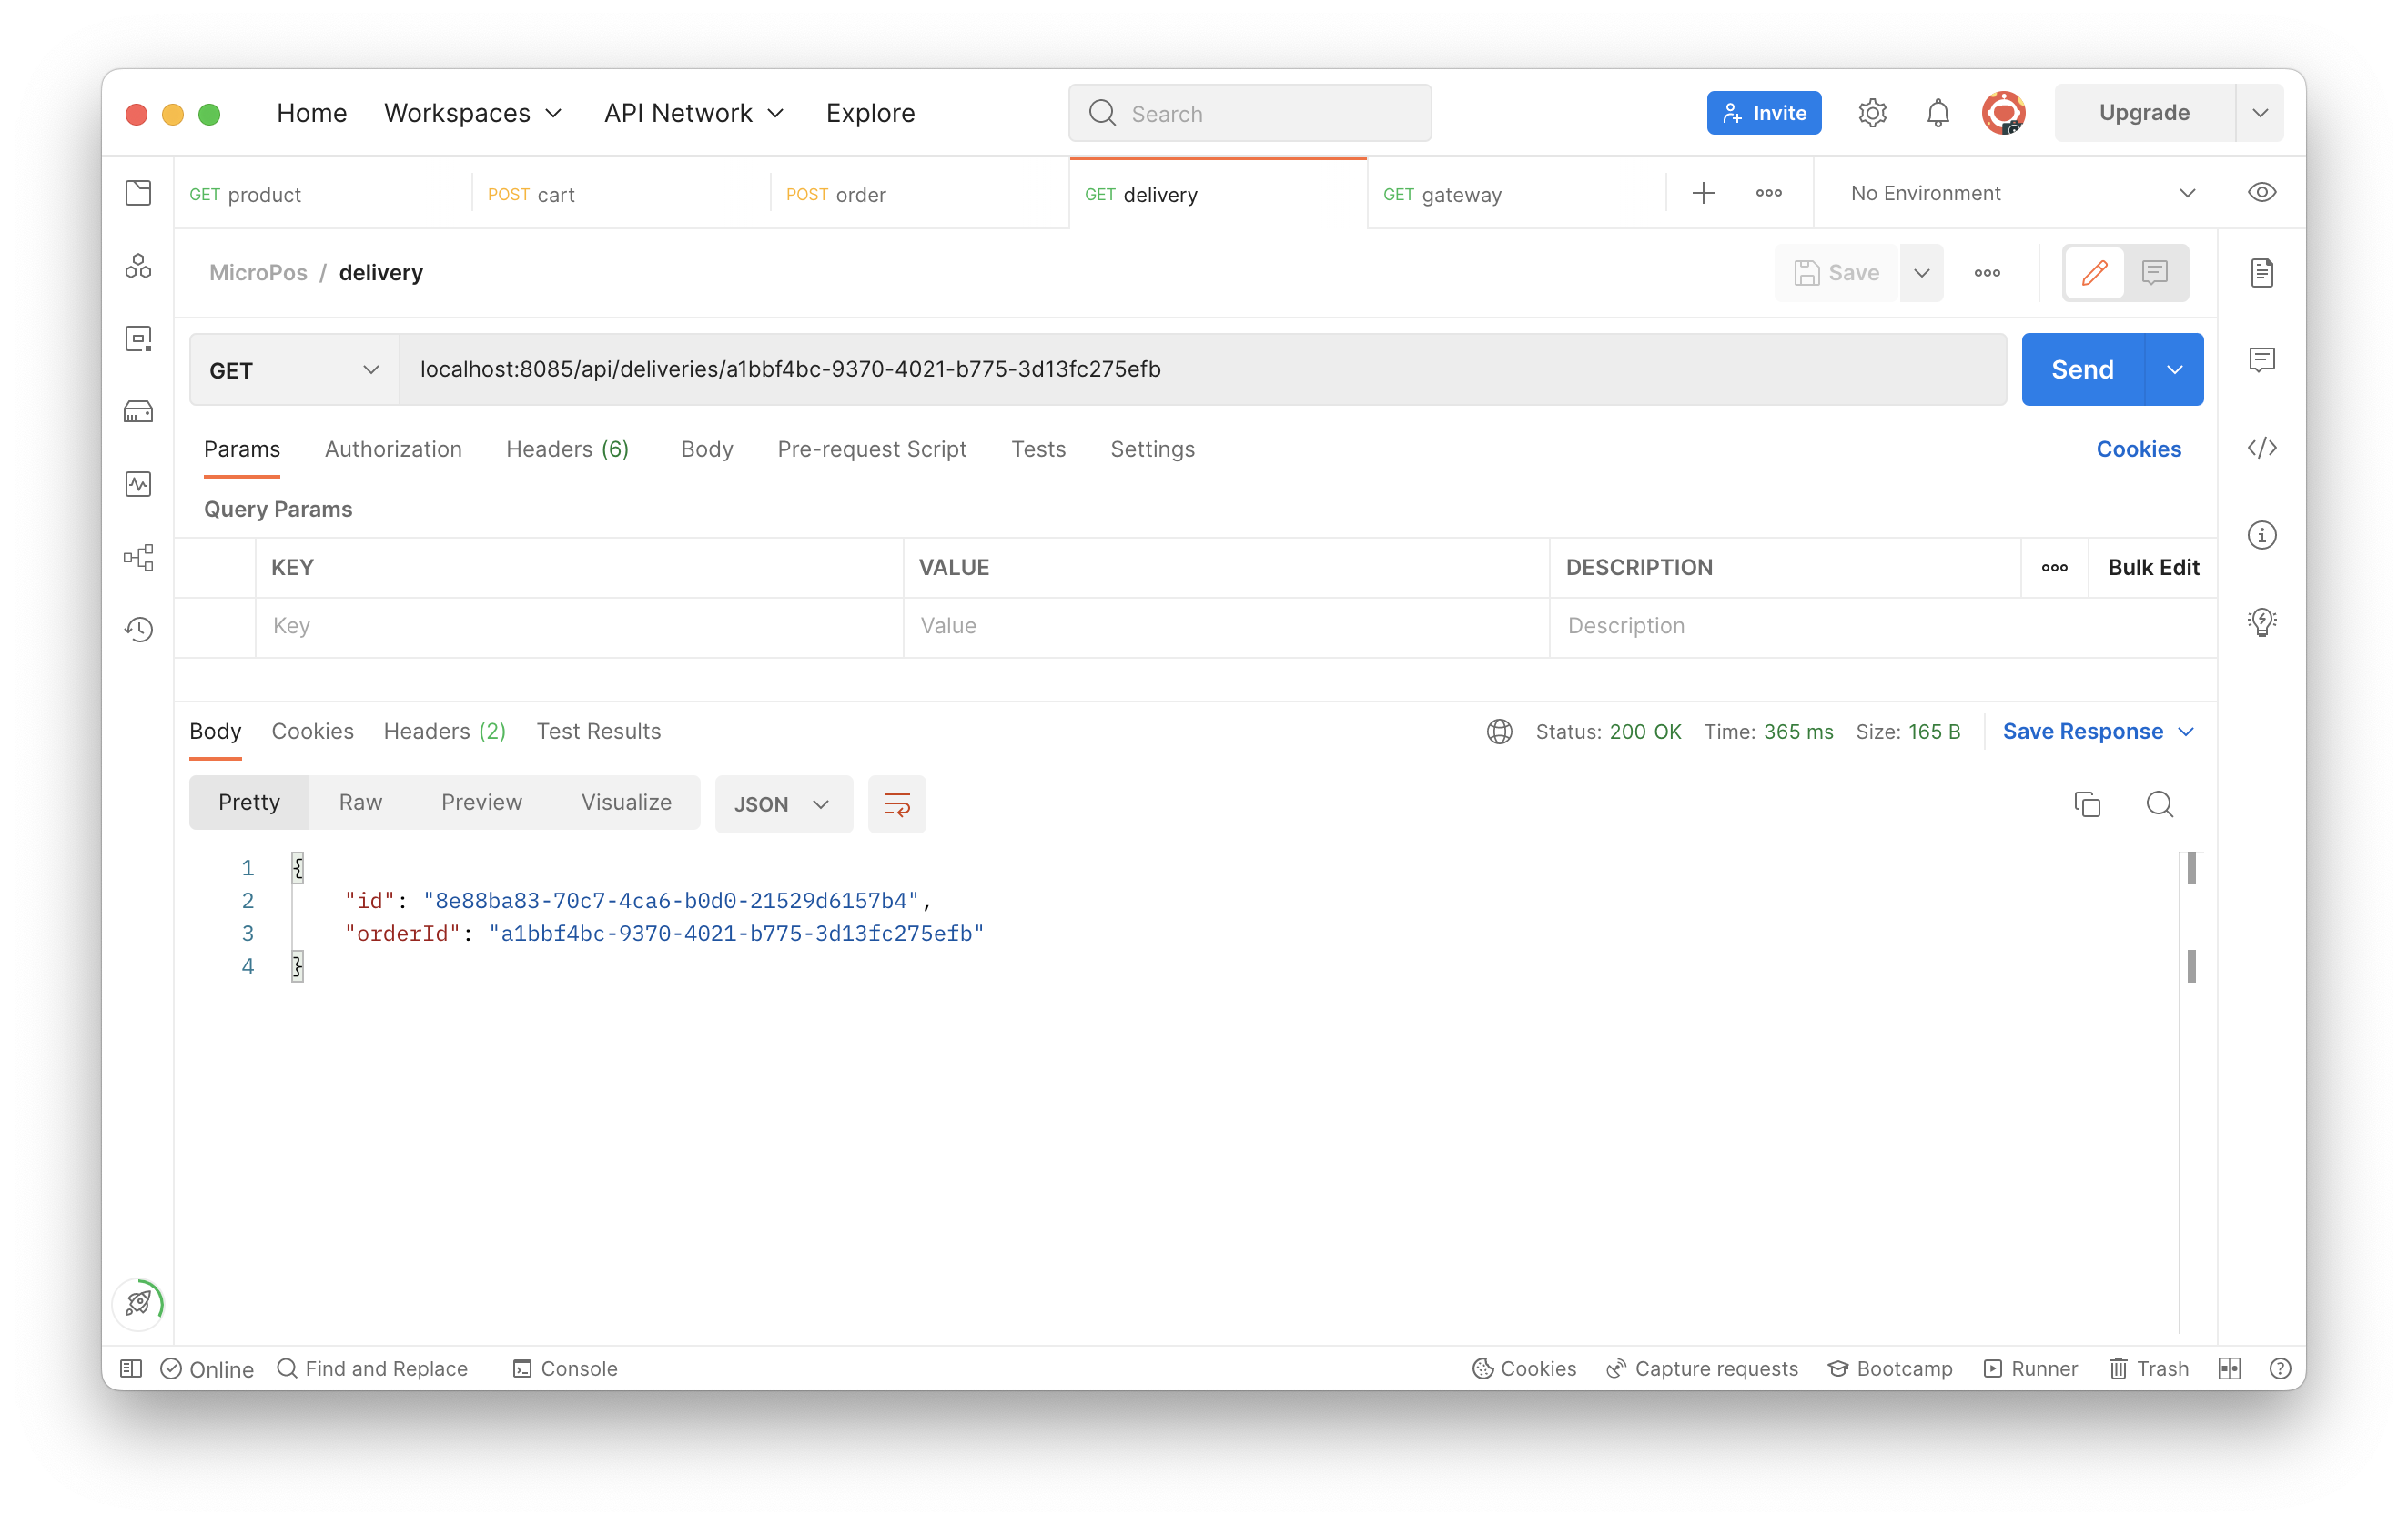 Home Workspaces API Network Explore Search Invite Upgrade
GET product POST cart POST order GET delivery GET gateway No Environment
MicroPos / delivery Save
GET localhost:8085/api/deliveries/a1bbf4bc-9370-4021-b775-3d13fc275efb Send
Params Authorization Headers (6) Body Pre-request Script Tests Settings Cookies
Query Params
KEY VALUE DESCRIPTION Bulk Edit
Key Value Description
Body Cookies Headers (2) Test Results Status: 200 OK Time: 365 ms Size: 165 B Save Response
Pretty Raw Preview Visualize JSON
1 {
2 "id": "8e88ba83-70c7-4ca6-b0d0-21529d6157b4",
3 "orderId": "a1bbf4bc-9370-4021-b775-3d13fc275efb"
4 }
Online Find and Replace Console Cookies Capture requests Bootcamp Runner Trash